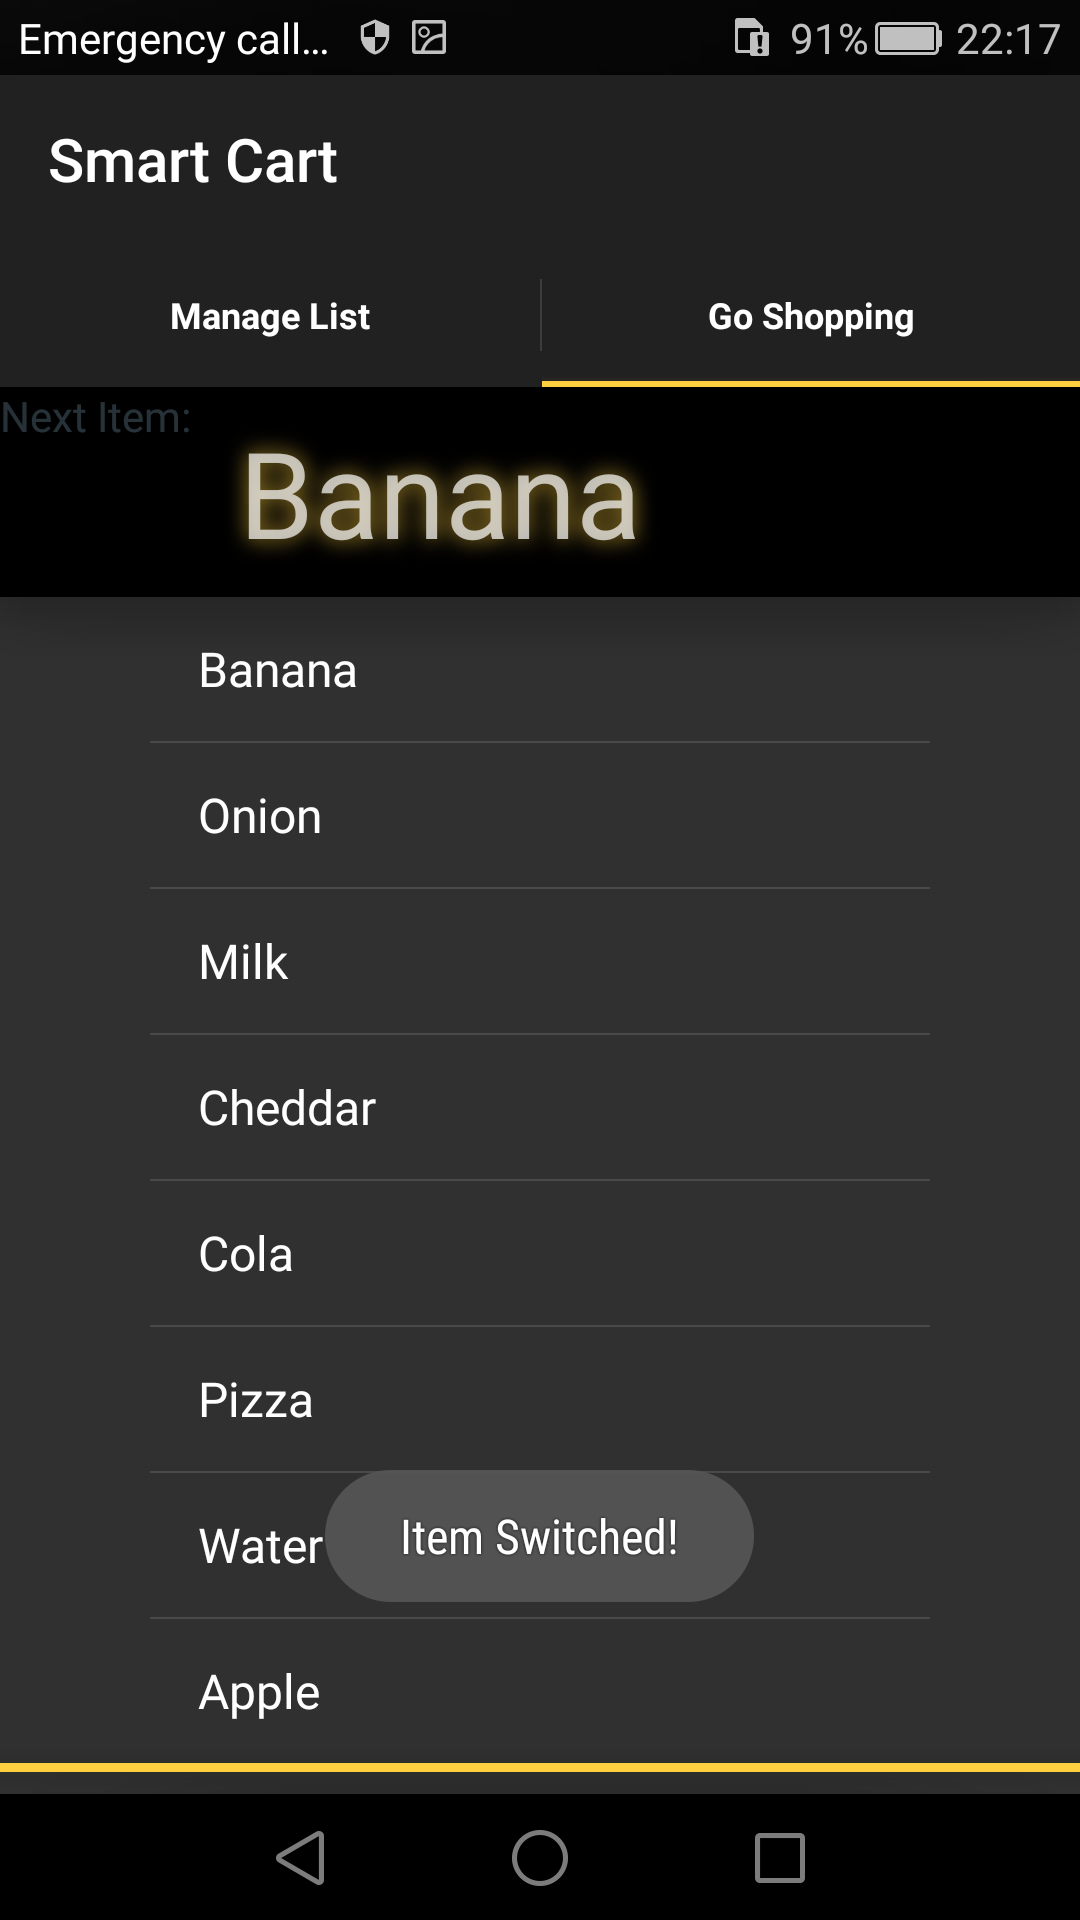 Emergency call... 91% 22:17
Smart Cart
Manage List Go Shopping
Next Item:
Banana
Banana
Onion
Milk
Cheddar
Cola
Pizza
Water
Item Switched!
Apple